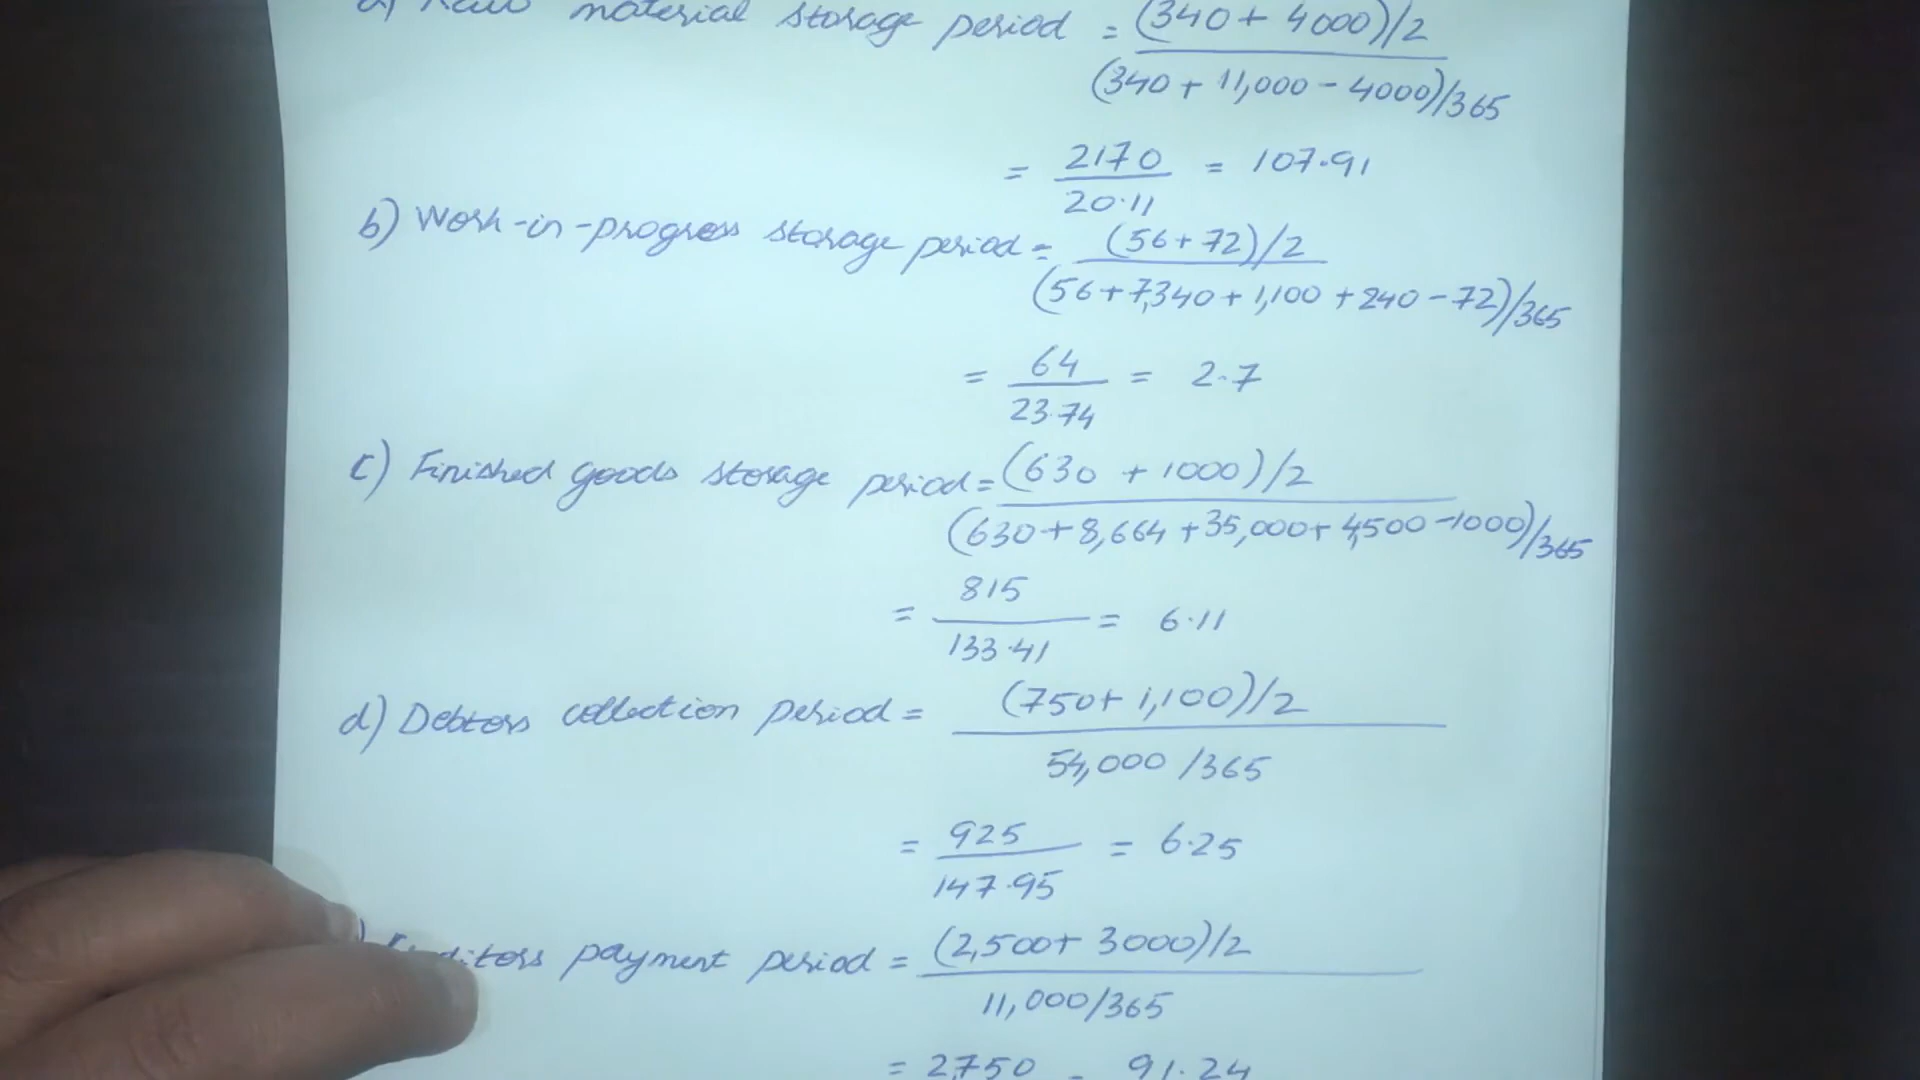 a) Raw material storage period = (340 + 4000)/2
(340 + 11,000 - 4000)/365
= 2170 = 107.91
20.11
b) Work-in-progress storage period = (56+72)/2
(56+7,340+1,100+240-72)/365
= 64 = 2.7
23.74
c) Finished goods storage period = (630 + 1000)/2
(630+8,664+35,000+4,500-1000)/365
= 815 = 6.11
133.41
d) Debtors collection period = (750+1,100)/2
54,000/365
= 925 = 6.25
147.95
payment period = (2,500+ 3000)/2
11,000/365
= 2750 = 91.24